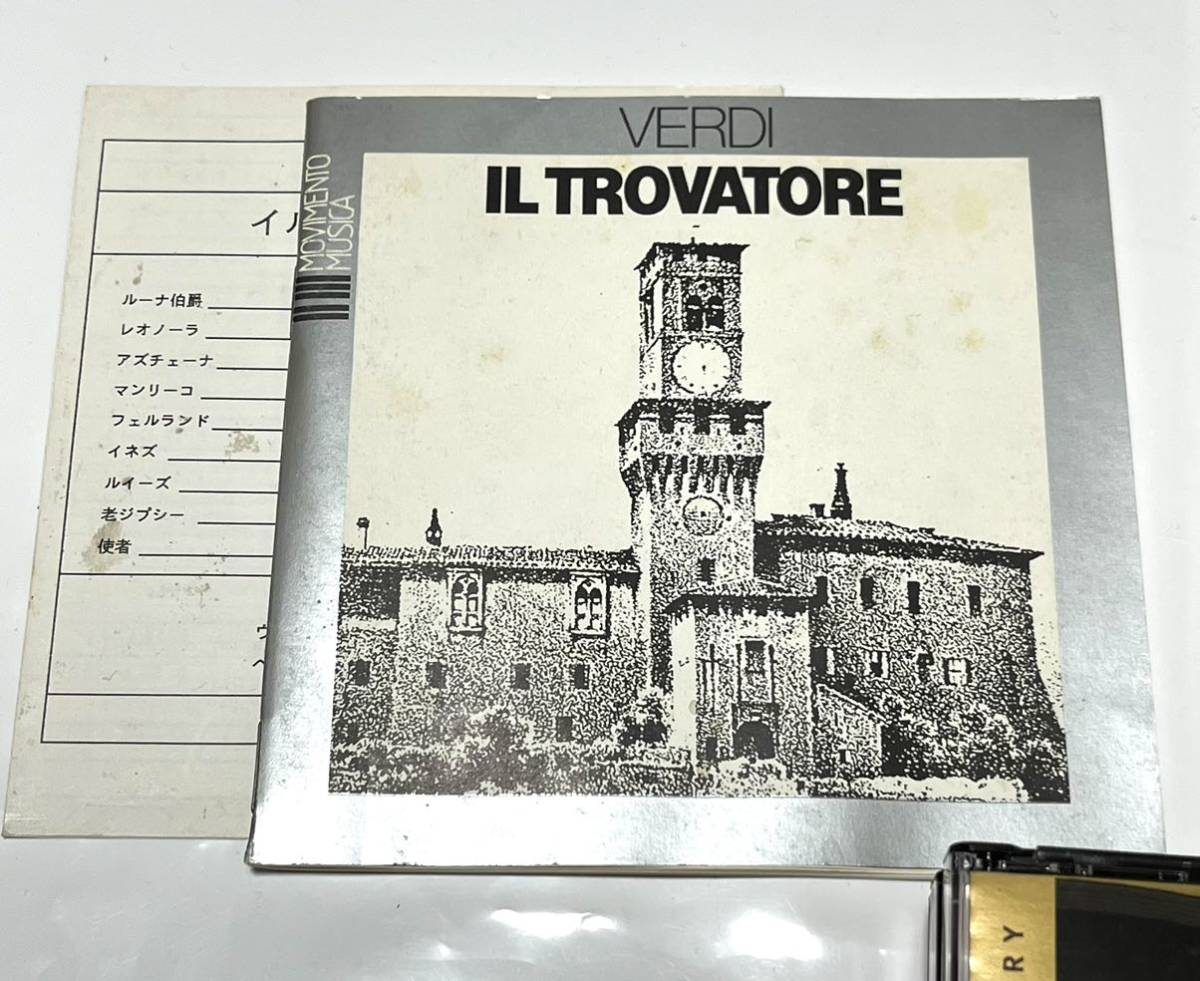 VERDI
IL TROVATORE
MOVIMENTO
MUSICA
イル
ルーナ伯爵
レオノーラ
アズチェーナ
マンリーコ
フェルランド
イネズ
ルイーズ
老ジプシー
使者
RY